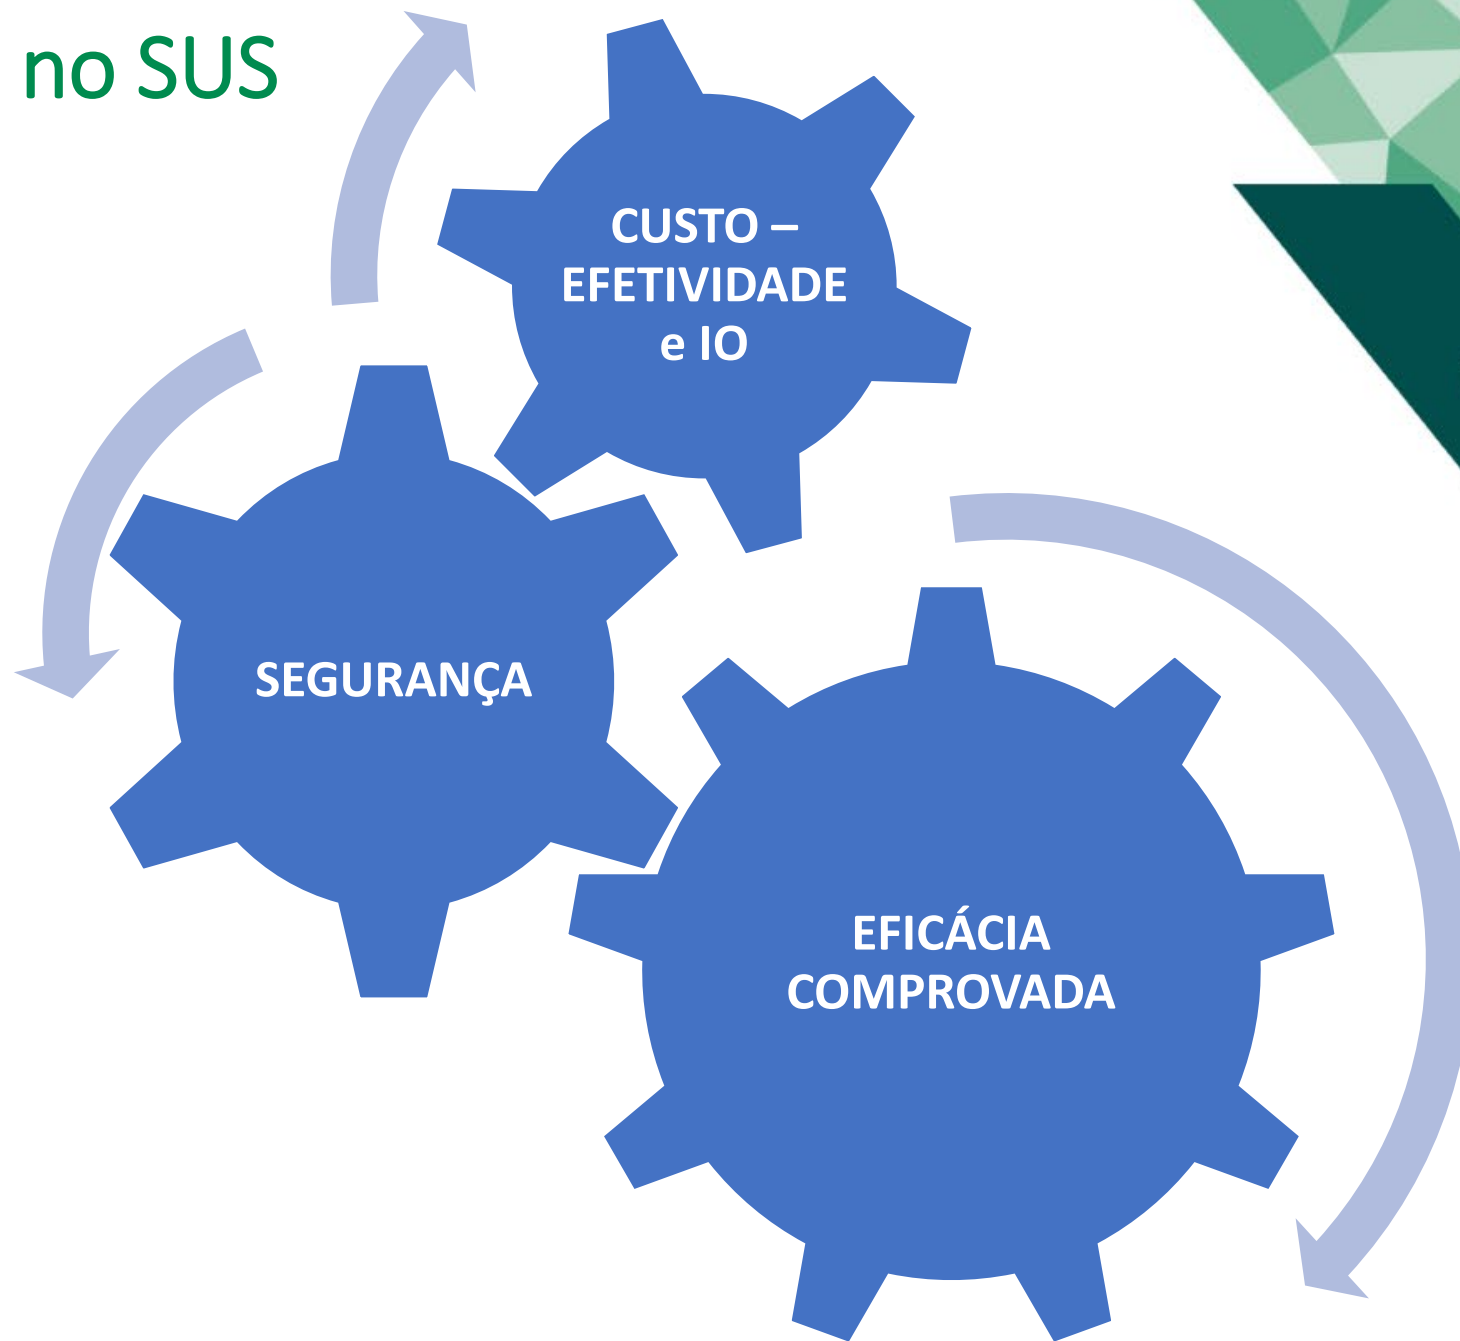 no SUS
CUSTO –
EFETIVIDADE
e IO
SEGURANÇA
EFICÁCIA
COMPROVADA